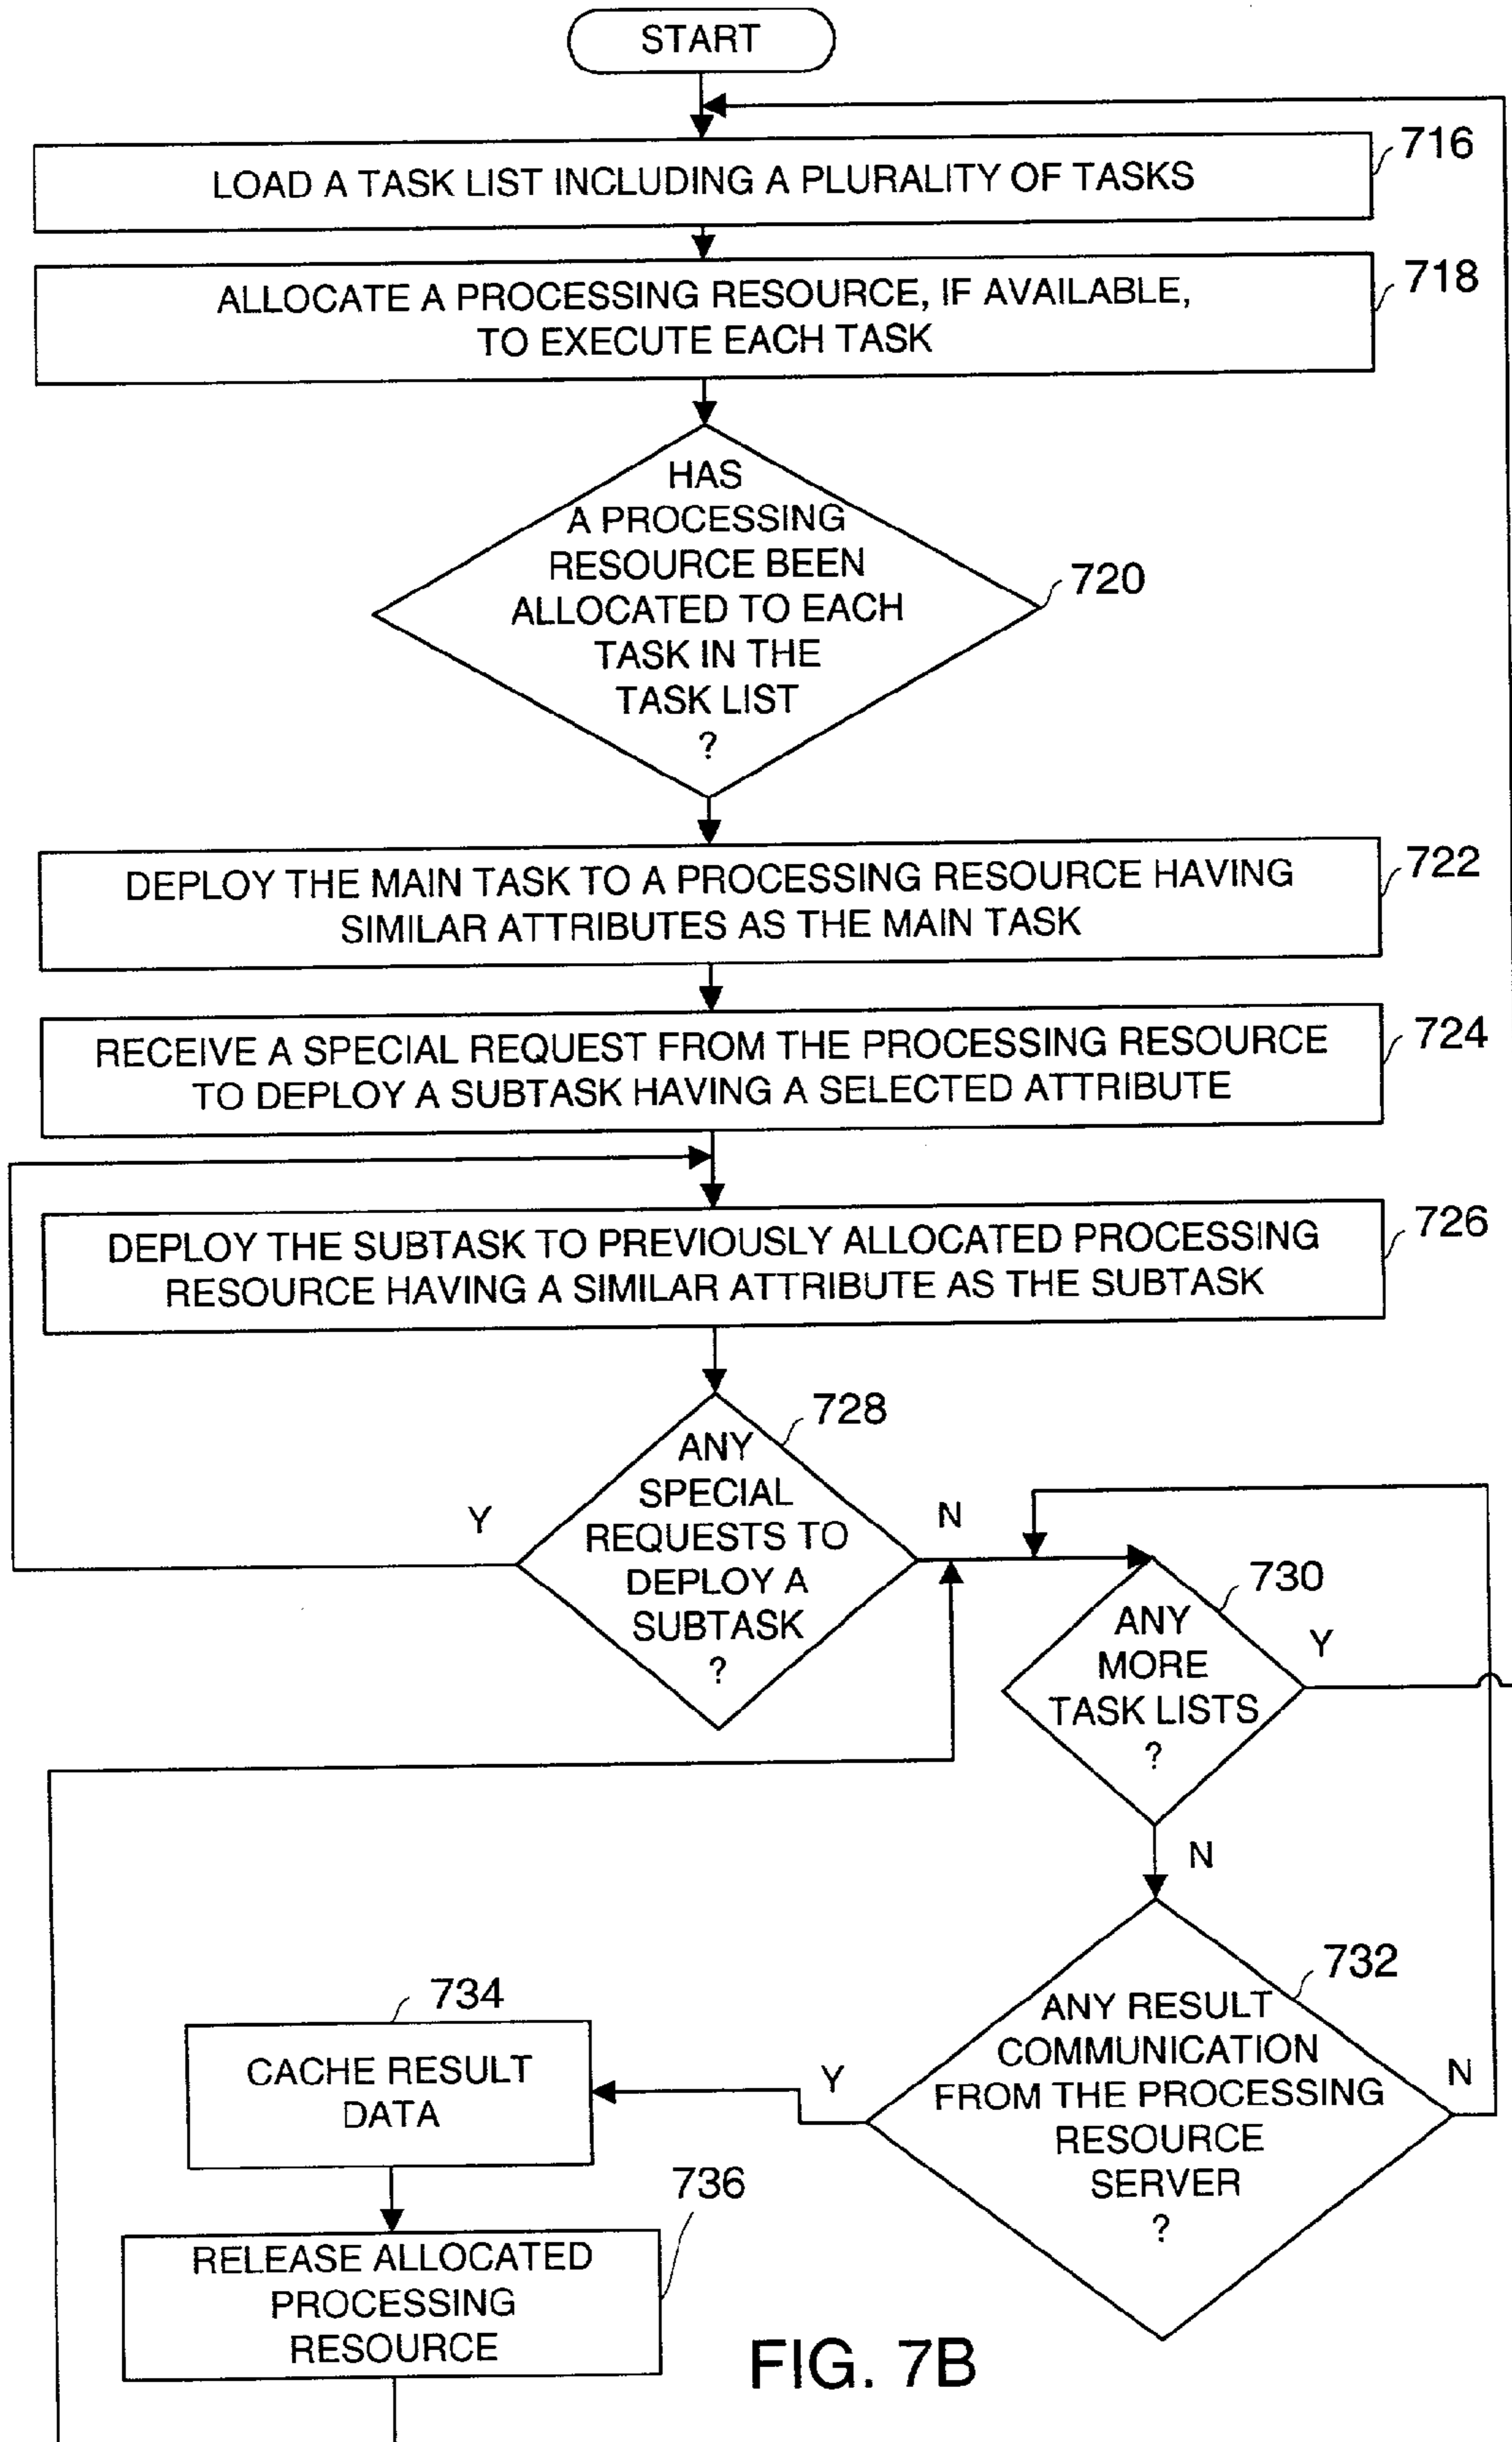 START
716
LOAD A TASK LIST INCLUDING A PLURALITY OF TASKS
718
ALLOCATE A PROCESSING RESOURCE, IF AVAILABLE,
TO EXECUTE EACH TASK
HAS
A PROCESSING
RESOURCE BEEN
ALLOCATED TO EACH
TASK IN THE
TASK LIST
?
720
722
DEPLOY THE MAIN TASK TO A PROCESSING RESOURCE HAVING
SIMILAR ATTRIBUTES AS THE MAIN TASK
724
RECEIVE A SPECIAL REQUEST FROM THE PROCESSING RESOURCE
TO DEPLOY A SUBTASK HAVING A SELECTED ATTRIBUTE
726
DEPLOY THE SUBTASK TO PREVIOUSLY ALLOCATED PROCESSING
RESOURCE HAVING A SIMILAR ATTRIBUTE AS THE SUBTASK
728
ANY
SPECIAL
REQUESTS TO
DEPLOY A
SUBTASK
?
Y
N
730
ANY
MORE
TASK LISTS
?
Y
N
732
ANY RESULT
COMMUNICATION
FROM THE PROCESSING
RESOURCE
SERVER
?
Y
N
734
CACHE RESULT
DATA
736
RELEASE ALLOCATED
PROCESSING
RESOURCE
FIG. 7B